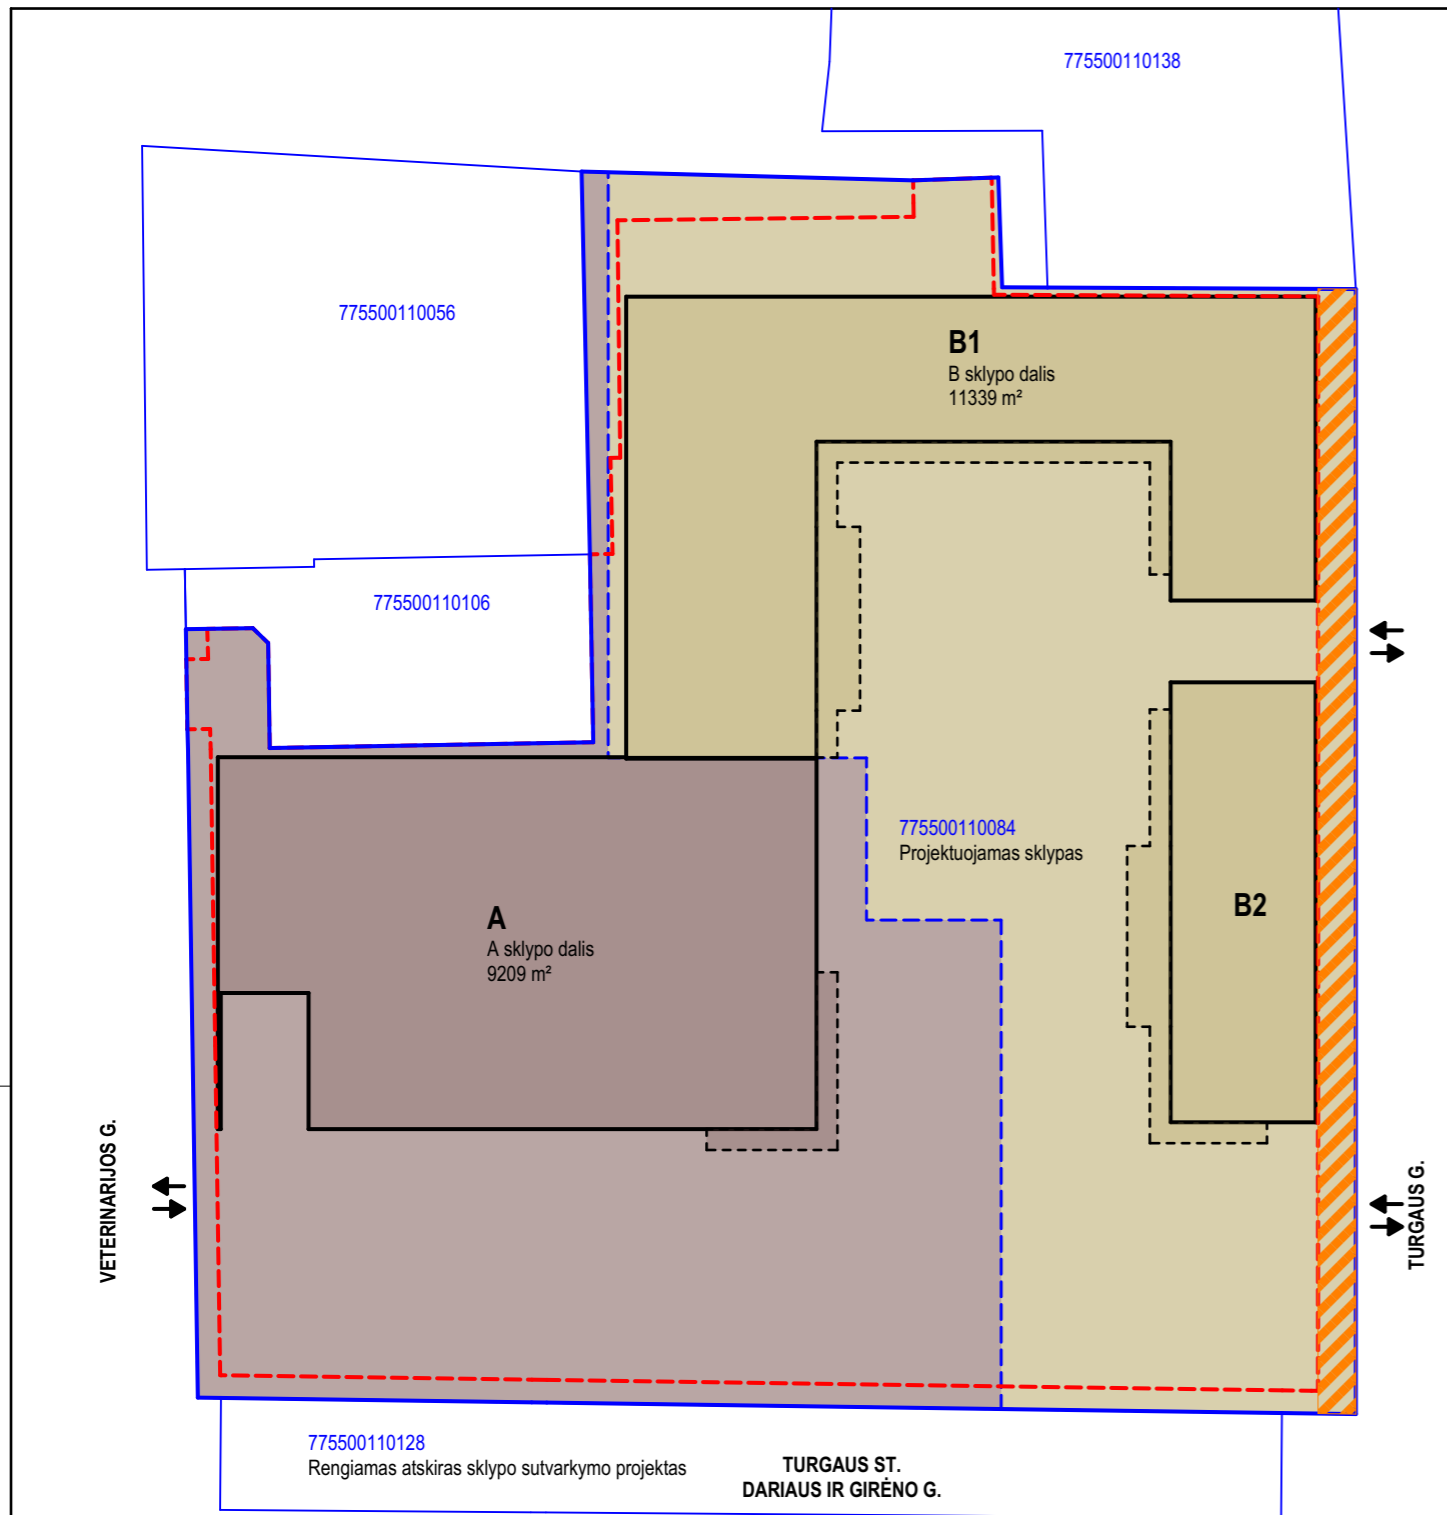 775500110138
775500110056
B1
B sklypo dalis
11339 m²
775500110106
775500110084
Projektuojamas sklypas
B2
A
A sklypo dalis
9209 m²
VETERINARIJOS G.
TURGAUS G.
775500110128
Rengiamas atskiras sklypo sutvarkymo projektas
TURGAUS ST.
DARIAUS IR GIRĖNO G.